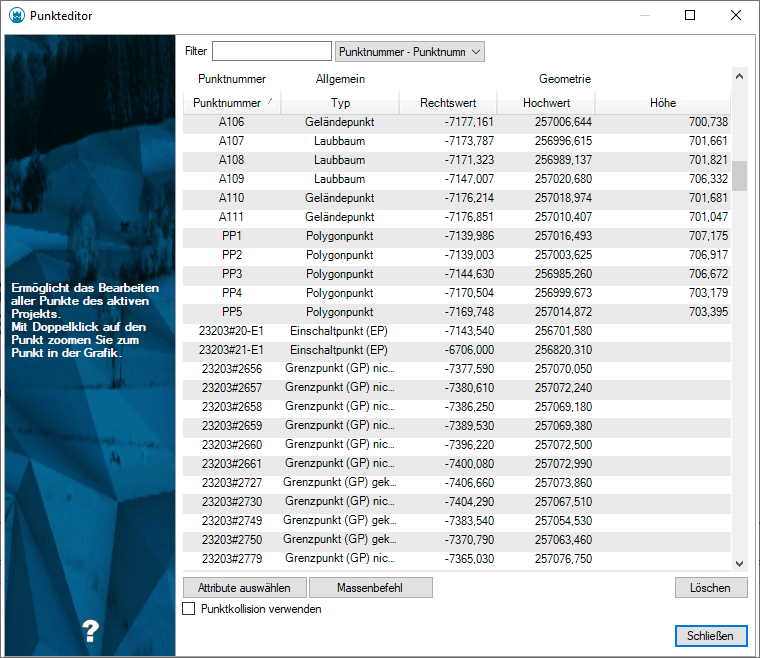 Punkteditor
Ermöglicht das Bearbeiten
aller Punkte des aktiven
Projekts.
Mit Doppelklick auf den
Punkt zoomen Sie zum
Punkt in der Grafik.
?
Filter Punktnummer - Punktnumn
Punktnummer Allgemein Geometrie
Punktnummer Typ Rechtswert Hochwert Höhe
A106 Geländepunkt -7177,161 257006,644 700,738
A107 Laubbaum -7173,787 256996,615 701,661
A108 Laubbaum -7171,323 256989,137 701,821
A109 Laubbaum -7147,007 257020,680 706,332
A110 Geländepunkt -7176,214 257018,974 701,681
A111 Geländepunkt -7176,851 257010,407 701,047
PP1 Polygonpunkt -7139,986 257016,493 707,175
PP2 Polygonpunkt -7139,003 257003,625 706,917
PP3 Polygonpunkt -7144,630 256985,260 706,672
PP4 Polygonpunkt -7170,504 256999,673 703,179
PP5 Polygonpunkt -7169,748 257014,872 703,395
23203#20-E1 Einschaltpunkt (EP) -7143,540 256701,580
23203#21-E1 Einschaltpunkt (EP) -6706,000 256820,310
23203#2656 Grenzpunkt (GP) nic... -7377,590 257070,050
23203#2657 Grenzpunkt (GP) nic... -7380,610 257072,240
23203#2658 Grenzpunkt (GP) nic... -7386,250 257069,180
23203#2659 Grenzpunkt (GP) nic... -7389,530 257069,380
23203#2660 Grenzpunkt (GP) nic... -7396,220 257072,500
23203#2661 Grenzpunkt (GP) nic... -7400,080 257072,990
23203#2727 Grenzpunkt (GP) gek... -7406,660 257073,860
23203#2730 Grenzpunkt (GP) nic... -7404,290 257067,510
23203#2749 Grenzpunkt (GP) gek... -7383,540 257054,530
23203#2750 Grenzpunkt (GP) gek... -7370,790 257063,460
23203#2779 Grenzpunkt (GP) nic... -7365,030 257076,750
Attribute auswählen Massenbefehl Löschen
Punktkollision verwenden
Schließen